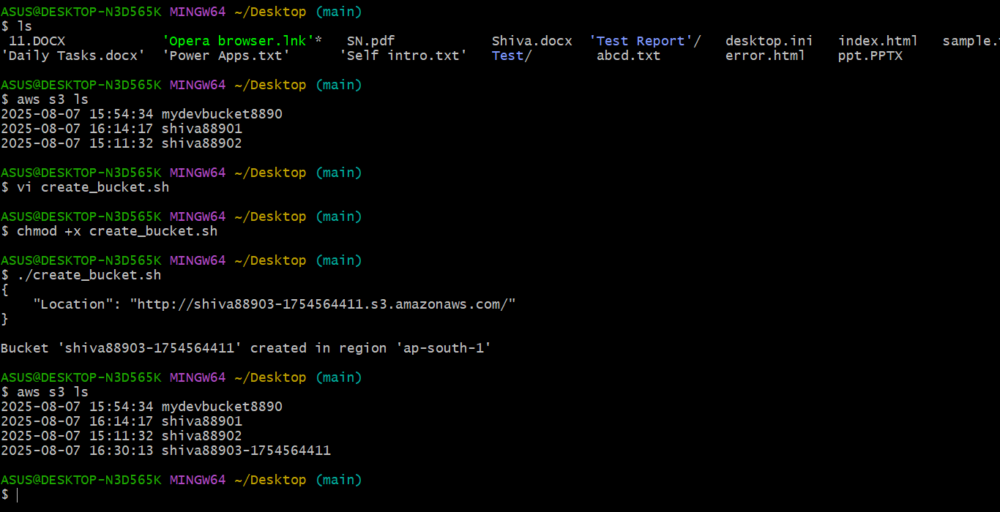 ASUS@DESKTOP-N3D565K MINGW64 ~/Desktop (main)
$ ls
11.DOCX 'Opera browser.lnk'* SN.pdf Shiva.docx 'Test Report'/ desktop.ini index.html sample.
'Daily Tasks.docx' 'Power Apps.txt' 'Self intro.txt' Test/ abcd.txt error.html ppt.PPTX
ASUS@DESKTOP-N3D565K MINGW64 ~/Desktop (main)
$ aws s3 ls
2025-08-07 15:54:34 mydevbucket8890
2025-08-07 16:14:17 shiva88901
2025-08-07 15:11:32 shiva88902
ASUS@DESKTOP-N3D565K MINGW64 ~/Desktop (main)
$ vi create_bucket.sh
ASUS@DESKTOP-N3D565K MINGW64 ~/Desktop (main)
$ chmod +x create_bucket.sh
ASUS@DESKTOP-N3D565K MINGW64 ~/Desktop (main)
$ ./create_bucket.sh
{
"Location": "http://shiva88903-1754564411.s3.amazonaws.com/"
}
Bucket 'shiva88903-1754564411' created in region 'ap-south-1'
ASUS@DESKTOP-N3D565K MINGW64 ~/Desktop (main)
$ aws s3 ls
2025-08-07 15:54:34 mydevbucket8890
2025-08-07 16:14:17 shiva88901
2025-08-07 15:11:32 shiva88902
2025-08-07 16:30:13 shiva88903-1754564411
ASUS@DESKTOP-N3D565K MINGW64 ~/Desktop (main)
$